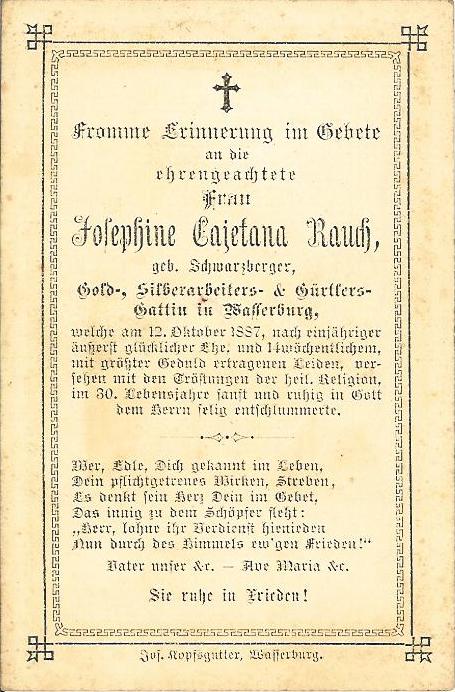 Fromme Erinnerung im Gebete
an die
ehrengeachtete
Frau
Josephine Cajetana Rauch,
geb. Schwarzberger,
Gold-, Silberarbeiters- & Gürtlers-
Gattin in Wasserburg,
welche am 12. Oktober 1887, nach einjähriger
äußerst glücklicher Ehe, und 14wöchentlichem,
mit größter Geduld ertragenen Leiden, ver-
sehen mit den Tröstungen der heil. Religion,
im 30. Lebensjahre sanft und ruhig in Gott
dem Herrn selig entschlummerte.
Wer, Edle, Dich gekannt im Leben,
Dein pflichtgetreues Wirken, Streben,
Es denkt sein Herz Dein im Gebet,
Das innig zu dem Schöpfer fleht:
„Herr, lohne ihr Verdienst hienieden
Nun durch des Himmels ew'gen Frieden!"
Vater unser &c. — Ave Maria &c.
Sie ruhe in Frieden!
Jos. Kopfsgutter, Wasserburg.